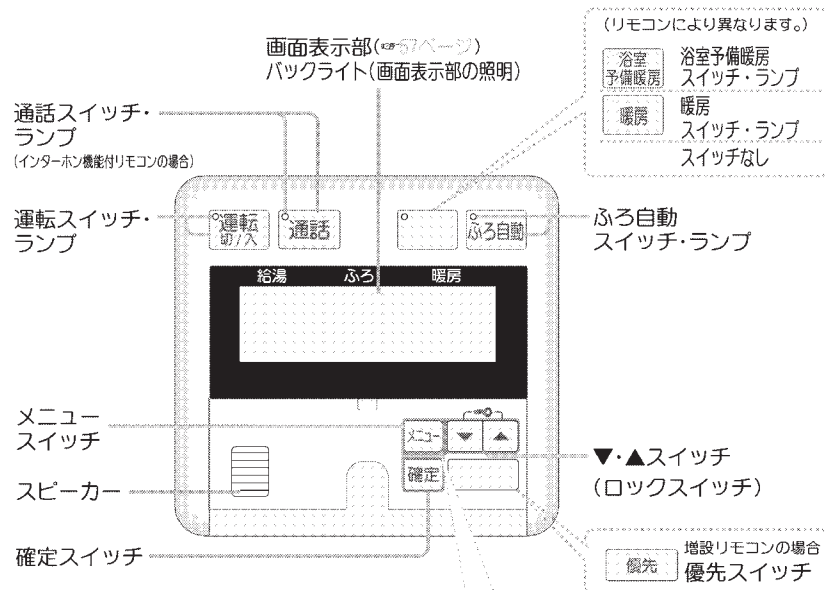 (リモコンにより異なります。)
浴室
予備暖房
浴室予備暖房
スイッチ・ランプ
暖房
暖房
スイッチ・ランプ
スイッチなし
画面表示部(☞67ページ)
バックライト(画面表示部の照明)
通話スイッチ・
ランプ
(インターホン機能付リモコンの場合)
運転スイッチ・
ランプ
運転
切/入
通話
ふろ自動
ふろ自動
スイッチ・ランプ
給湯 ふろ 暖房
メニュー
スイッチ
メニュー
▼ ▲
▼・▲スイッチ
(ロックスイッチ)
スピーカー
確定
確定スイッチ
優先
増設リモコンの場合
優先スイッチ